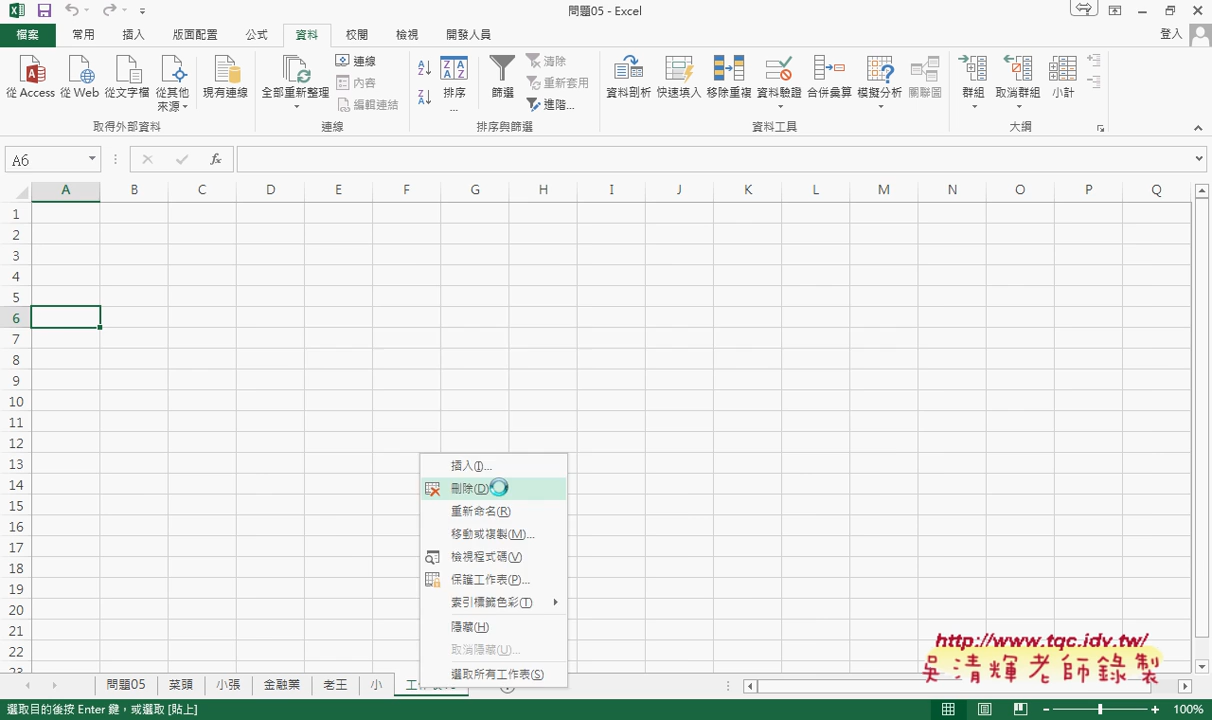 問題05 - Excel
登入
檔案 常用 插入 版面配置 公式 資料 校閱 檢視 開發人員
從 Access 從 Web 從文字檔 從其他來源 現有連線 全部重新整理 連線 內容 編輯連結 排序... 篩選 清除 重新套用 進階... 資料剖析 快速填入 移除重複 資料驗證 合併彙算 模擬分析 關聯圖 群組 取消群組 小計
取得外部資料 連線 排序與篩選 資料工具 大綱
A6 fx
A B C D E F G H I J K L M N O P Q
1
2
3
4
5
6
7
8
9
10
11
12
13
14
15
16
17
18
19
20
21
22
23
插入(I)...
刪除(D)
重新命名(R)
移動或複製(M)...
檢視程式碼(V)
保護工作表(P)...
索引標籤色彩(T)
隱藏(H)
取消隱藏(U)...
選取所有工作表(S)
http://www.tqc.idv.tw/
吳清輝老師錄製
問題05 菜頭 小張 金融業 老王 小
選取目的後按 Enter 鍵，或選取 [貼上]
100%